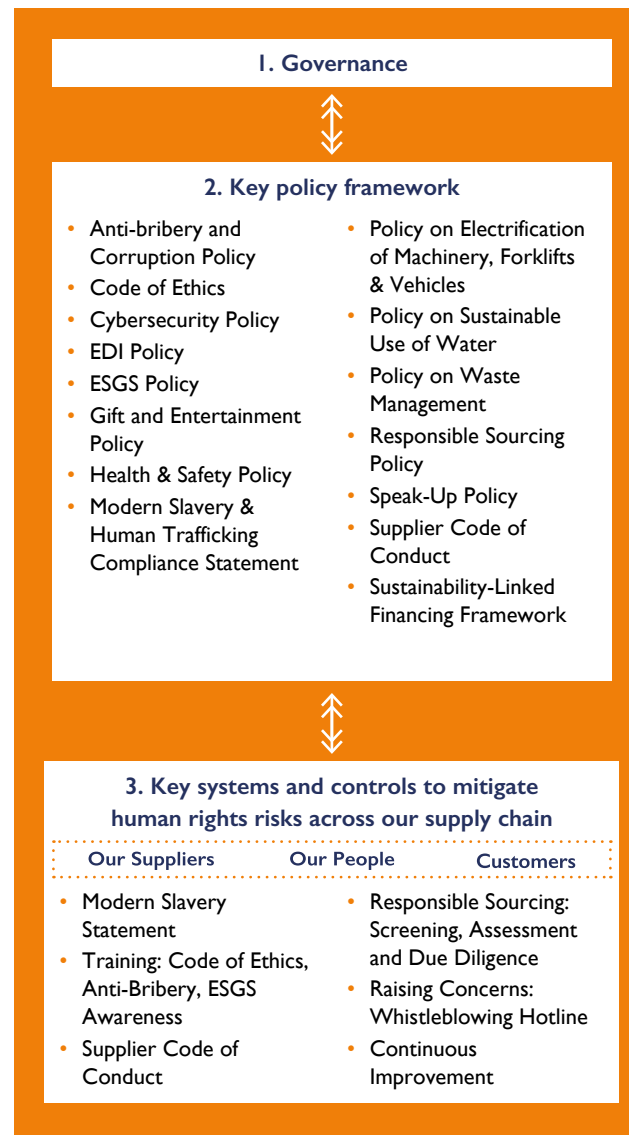 1. Governance
2. Key policy framework
• Anti-bribery and
Corruption Policy
• Code of Ethics
• Cybersecurity Policy
• EDI Policy
• ESGS Policy
• Gift and Entertainment
Policy
• Health & Safety Policy
• Modern Slavery &
Human Trafficking
Compliance Statement
• Policy on Electrification
of Machinery, Forklifts
& Vehicles
• Policy on Sustainable
Use of Water
• Policy on Waste
Management
• Responsible Sourcing
Policy
• Speak-Up Policy
• Supplier Code of
Conduct
• Sustainability-Linked
Financing Framework
3. Key systems and controls to mitigate
human rights risks across our supply chain
Our Suppliers Our People Customers
• Modern Slavery
Statement
• Training: Code of Ethics,
Anti-Bribery, ESGS
Awareness
• Supplier Code of
Conduct
• Responsible Sourcing:
Screening, Assessment
and Due Diligence
• Raising Concerns:
Whistleblowing Hotline
• Continuous
Improvement